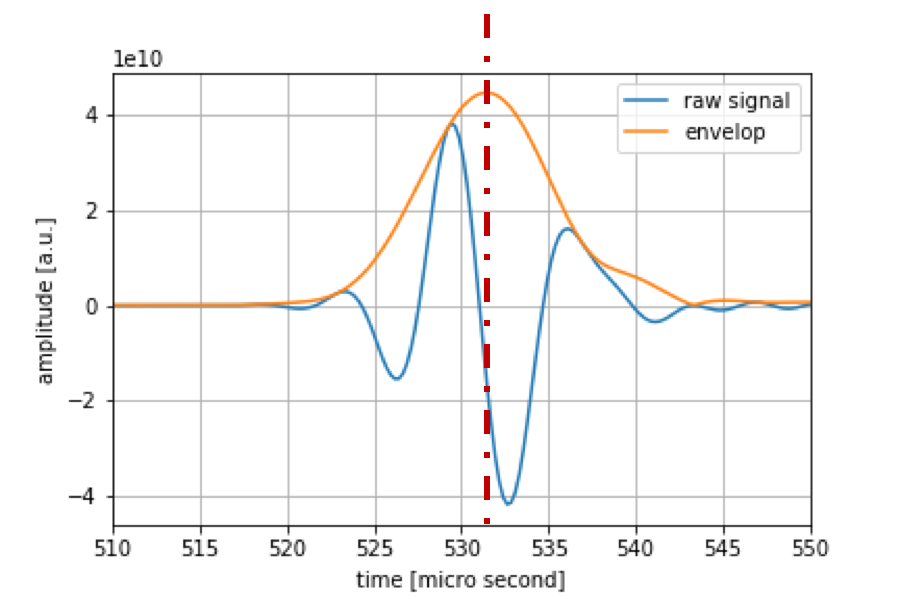 1e10
raw signal
envelop
4
2
0
−2
−4
amplitude [a.u.]
510 515 520 525 530 535 540 545 550
time [micro second]